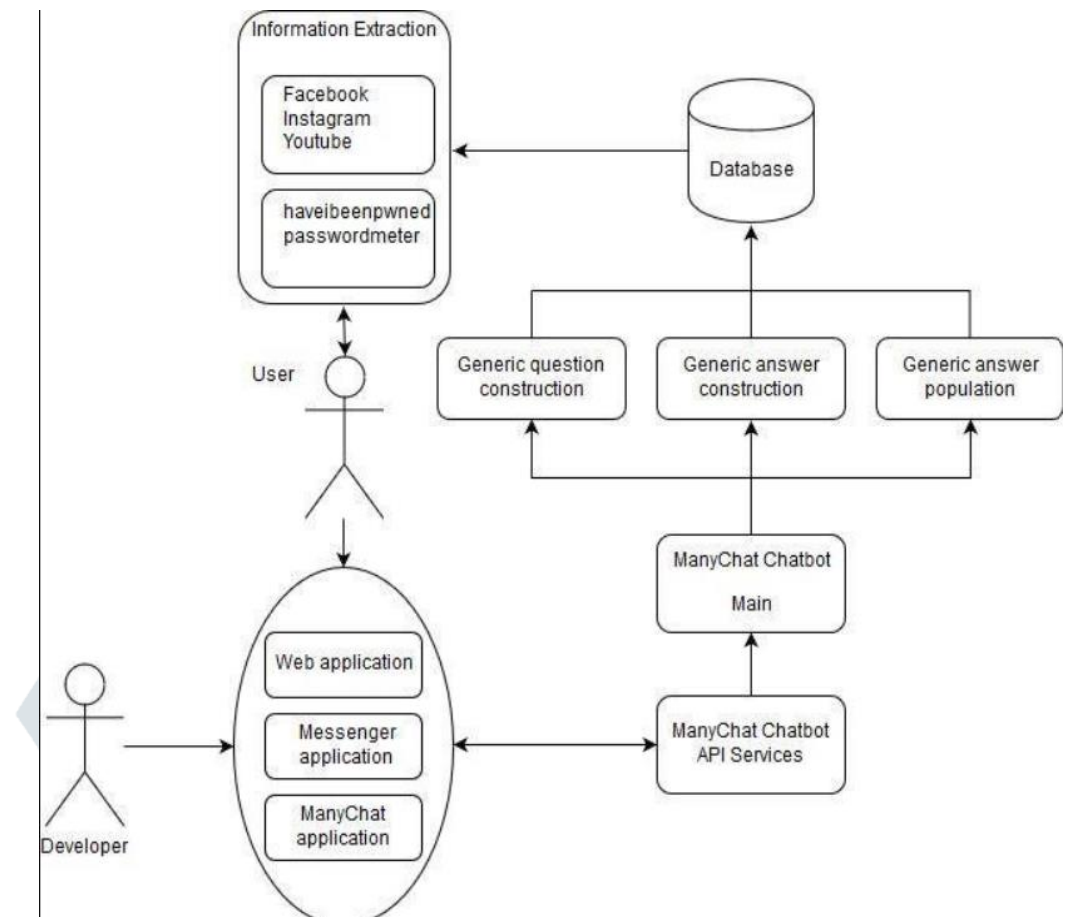 Information Extraction
Facebook
Instagram
Youtube
haveibeenpwned
passwordmeter
Database
User
Generic question
construction
Generic answer
construction
Generic answer
population
ManyChat Chatbot
Main
Web application
Messenger
application
ManyChat
application
ManyChat Chatbot
API Services
Developer